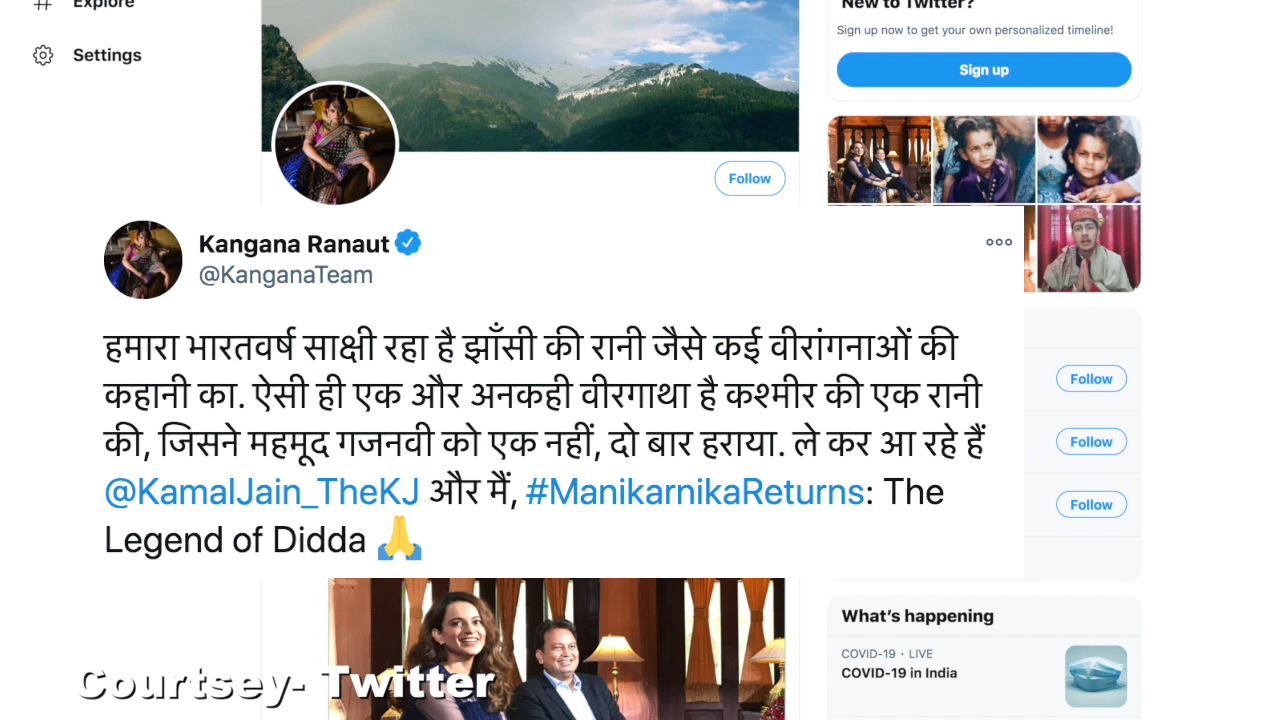 Explore
Settings
New to Twitter?
Sign up now to get your own personalized timeline!
Sign up
Follow
Kangana Ranaut
@KanganaTeam
हमारा भारतवर्ष साक्षी रहा है झाँसी की रानी जैसे कई वीरांगनाओं की
कहानी का. ऐसी ही एक और अनकही वीरगाथा है कश्मीर की एक रानी
की, जिसने महमूद गजनवी को एक नहीं, दो बार हराया. ले कर आ रहे हैं
@KamalJain_TheKJ और मैं, #ManikarnikaReturns: The
Legend of Didda 🙏
Follow
Follow
Follow
What's happening
COVID-19 · LIVE
COVID-19 in India
Courtsey- Twitter